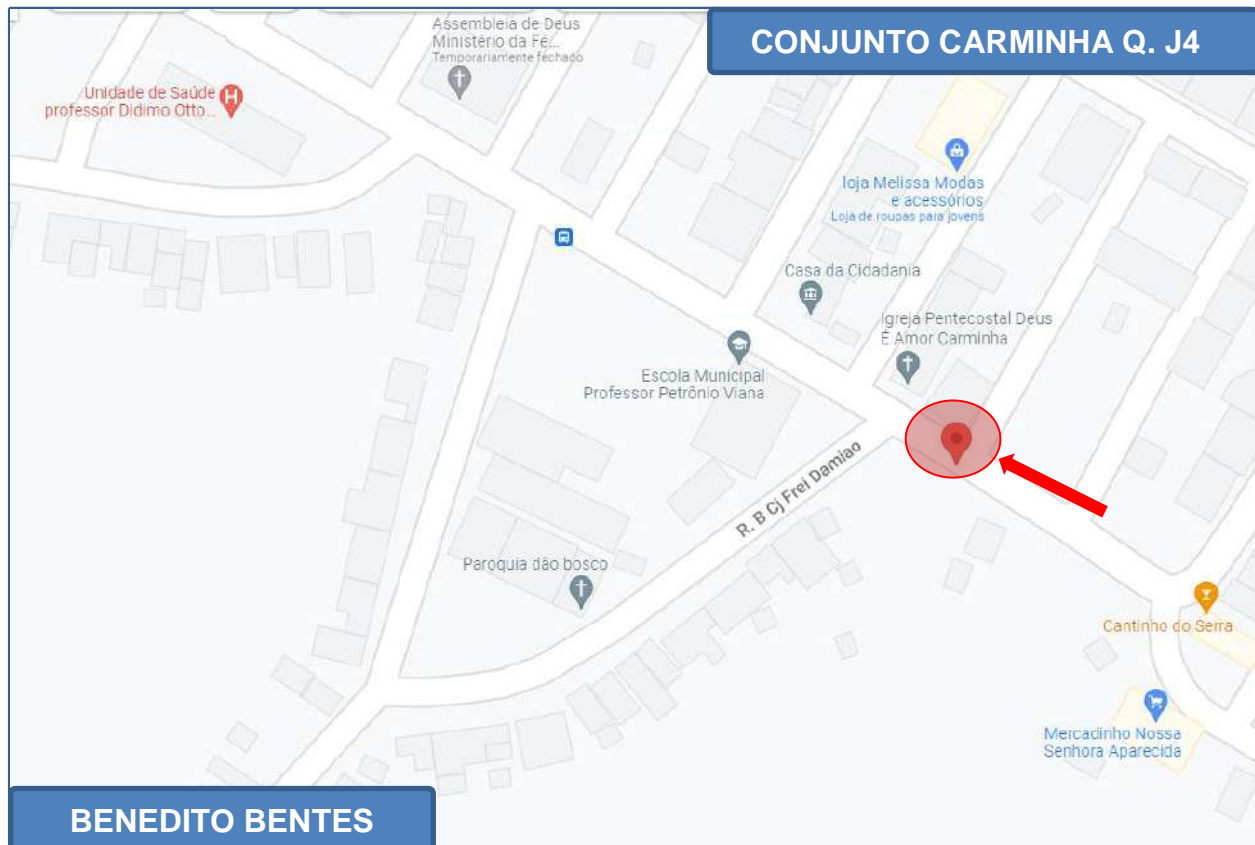 Assembleia de Deus
Ministério da Fé...
Temporariamente fechado
CONJUNTO CARMINHA Q. J4
Unidade de Saúde
professor Didimo Otto...
loja Melissa Modas
e acessórios
Loja de roupas para jovens
Casa da Cidadania
Igreja Pentecostal Deus
É Amor Carminha
Escola Municipal
Professor Petrônio Viana
R. B Cj Frei Damiao
Paroquia dão bosco
Cantinho do Serra
Mercadinho Nossa
Senhora Aparecida
BENEDITO BENTES